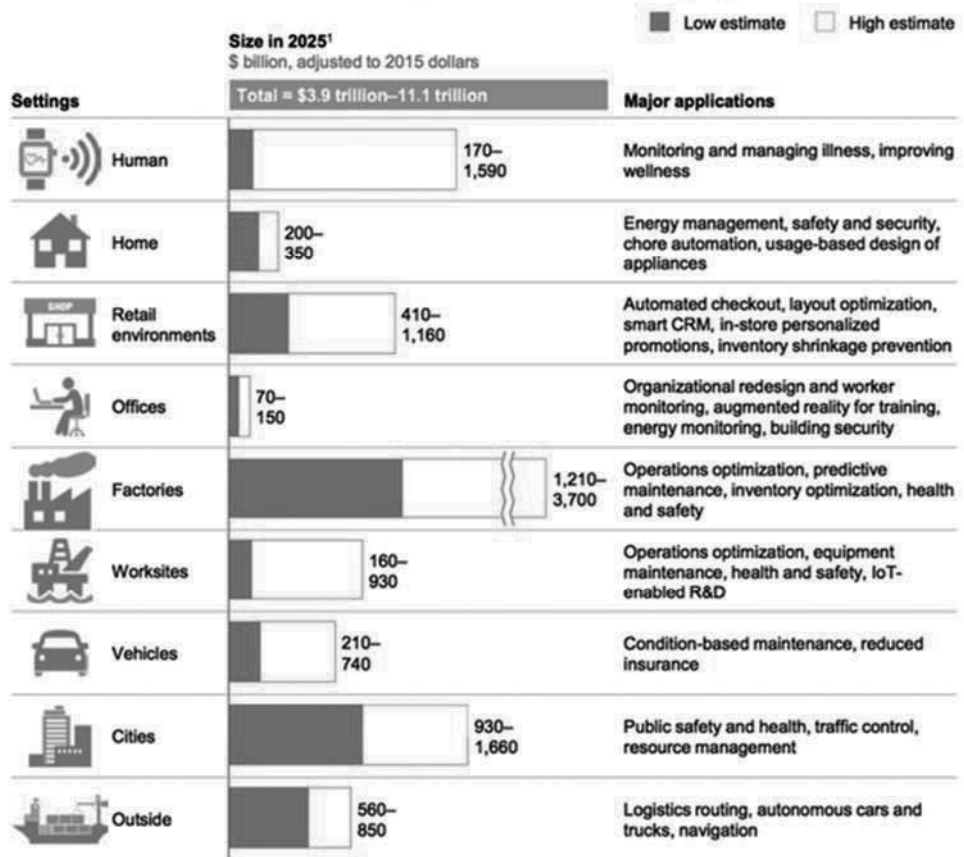 Low estimate
High estimate
Size in 2025¹
$ billion, adjusted to 2015 dollars
Settings
Total = $3.9 trillion–11.1 trillion
Major applications
Human
170–
1,590
Monitoring and managing illness, improving
wellness
Home
200–
350
Energy management, safety and security,
chore automation, usage-based design of
appliances
SHOP
Retail
environments
410–
1,160
Automated checkout, layout optimization,
smart CRM, in-store personalized
promotions, inventory shrinkage prevention
Offices
70–
150
Organizational redesign and worker
monitoring, augmented reality for training,
energy monitoring, building security
Factories
1,210–
3,700
Operations optimization, predictive
maintenance, inventory optimization, health
and safety
Worksites
160–
930
Operations optimization, equipment
maintenance, health and safety, IoT-
enabled R&D
Vehicles
210–
740
Condition-based maintenance, reduced
insurance
Cities
930–
1,660
Public safety and health, traffic control,
resource management
Outside
560–
850
Logistics routing, autonomous cars and
trucks, navigation